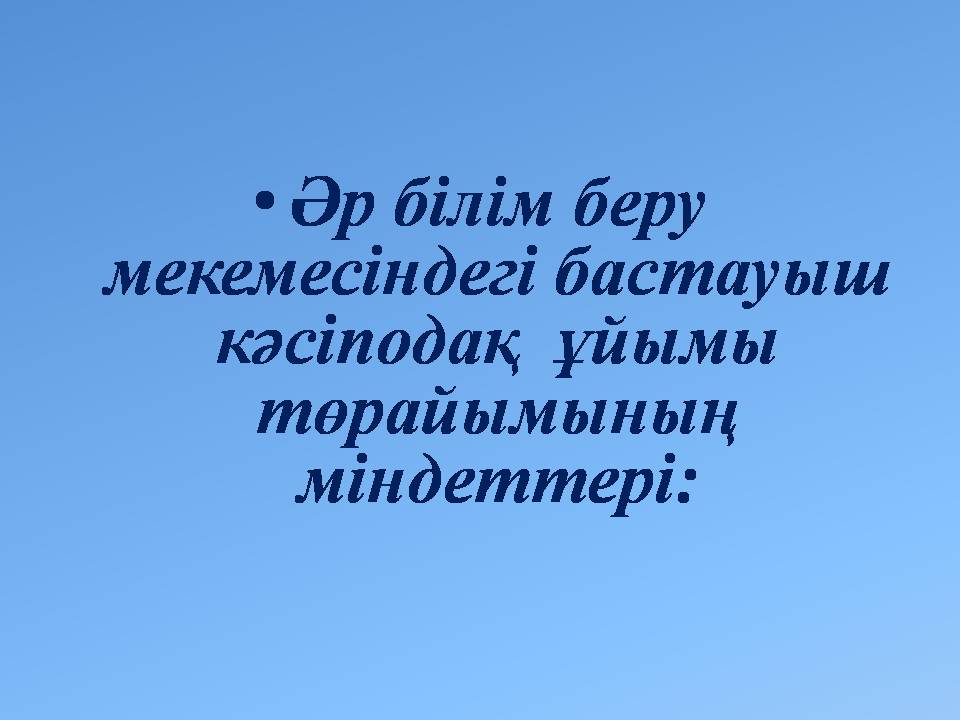 • Әр білім беру
мекемесіндегі бастауыш
кәсіподақ ұйымы
төрайымының
міндеттері: